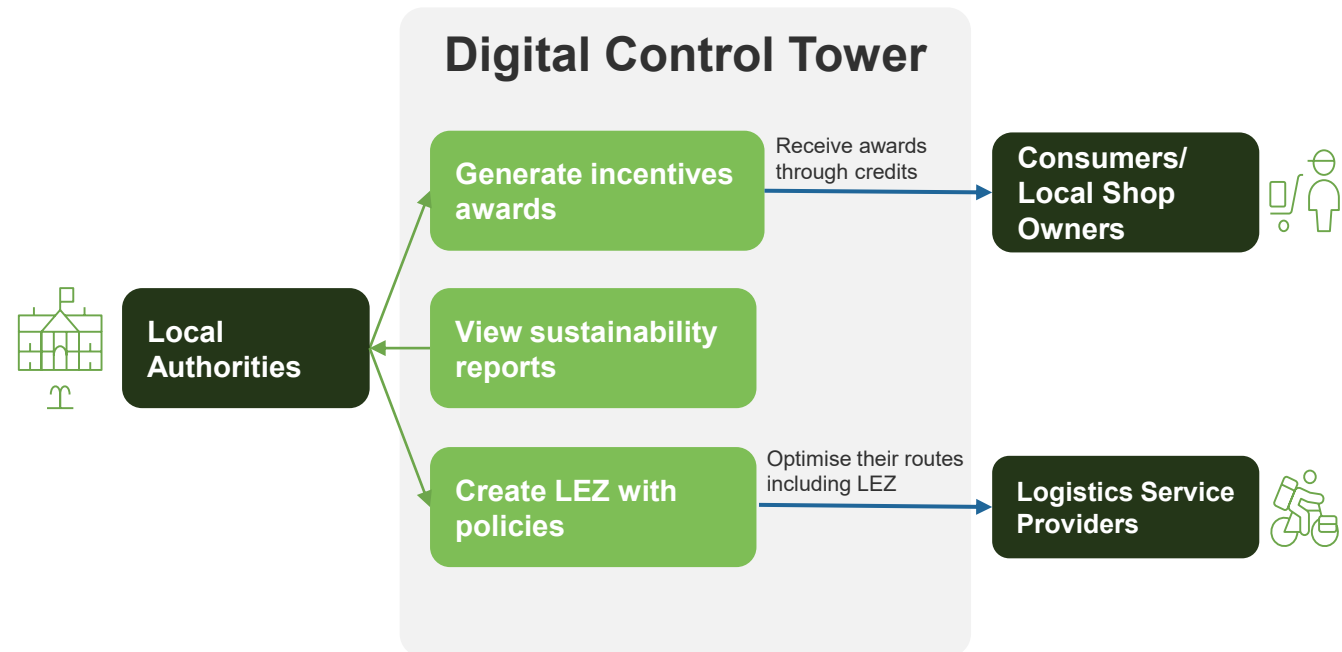 Digital Control Tower
Generate incentives
awards
Receive awards
through credits
Consumers/
Local Shop
Owners
Local
Authorities
View sustainability
reports
Create LEZ with
policies
Optimise their routes
including LEZ
Logistics Service
Providers